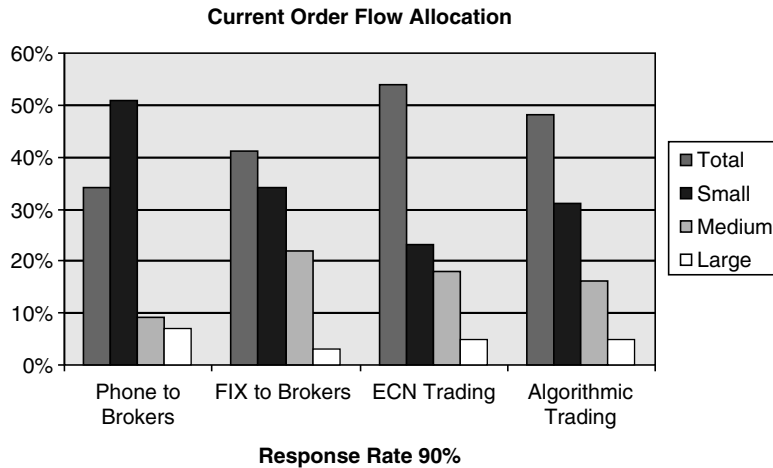 Current Order Flow Allocation
60%
50%
40%
30%
20%
10%
0%
Phone to
Brokers
FIX to Brokers
ECN Trading
Algorithmic
Trading
Total
Small
Medium
Large
Response Rate 90%